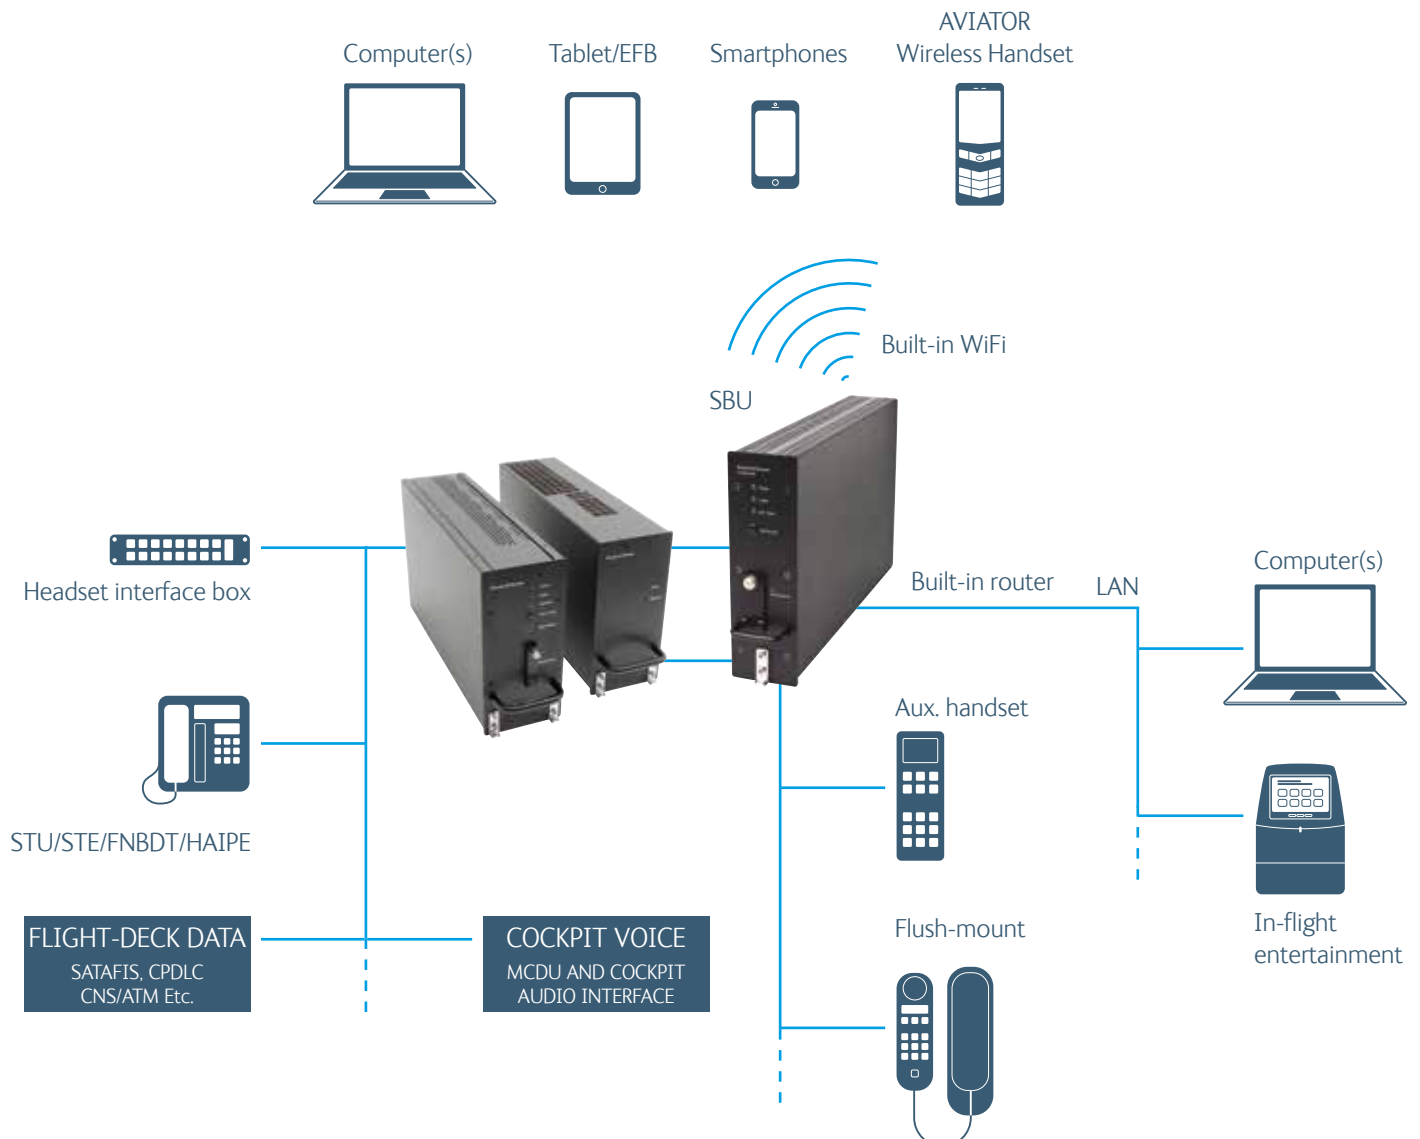 AVIATOR
Computer(s)
Tablet/EFB
Smartphones
Wireless Handset
Built-in WiFi
SBU
Headset interface box
Built-in router
LAN
Computer(s)
Aux. handset
STU/STE/FNBDT/HAIPE
FLIGHT-DECK DATA
SATAFIS, CPDLC
CNS/ATM Etc.
COCKPIT VOICE
MCDU AND COCKPIT
AUDIO INTERFACE
Flush-mount
In-flight
entertainment